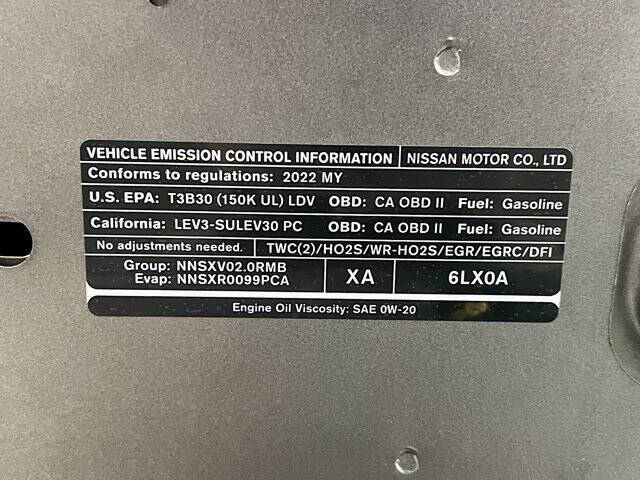 VEHICLE EMISSION CONTROL INFORMATION NISSAN MOTOR CO., LTD
Conforms to regulations: 2022 MY
U.S. EPA: T3B30 (150K UL) LDV OBD: CA OBD II Fuel: Gasoline
California: LEV3-SULEV30 PC OBD: CA OBD II Fuel: Gasoline
No adjustments needed. TWC(2)/HO2S/WR-HO2S/EGR/EGRC/DFI
Group: NNSXV02.0RMB
Evap: NNSXR0099PCA
XA 6LX0A
Engine Oil Viscosity: SAE 0W-20